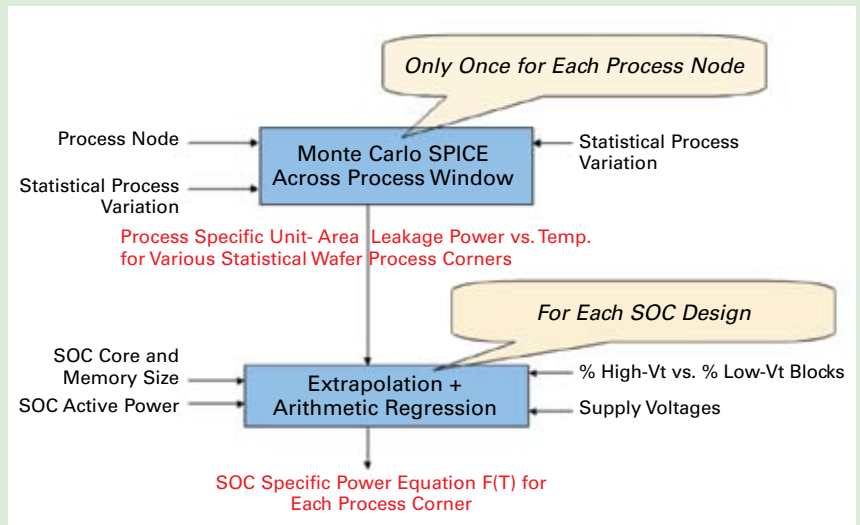 Only Once for Each Process Node
Process Node
Statistical Process
Variation
Monte Carlo SPICE
Across Process Window
Statistical Process
Variation
Process Specific Unit- Area Leakage Power vs. Temp.
for Various Statistical Wafer Process Corners
For Each SOC Design
SOC Core and
Memory Size
SOC Active Power
Extrapolation +
Arithmetic Regression
% High-Vt vs. % Low-Vt Blocks
Supply Voltages
SOC Specific Power Equation F(T) for
Each Process Corner